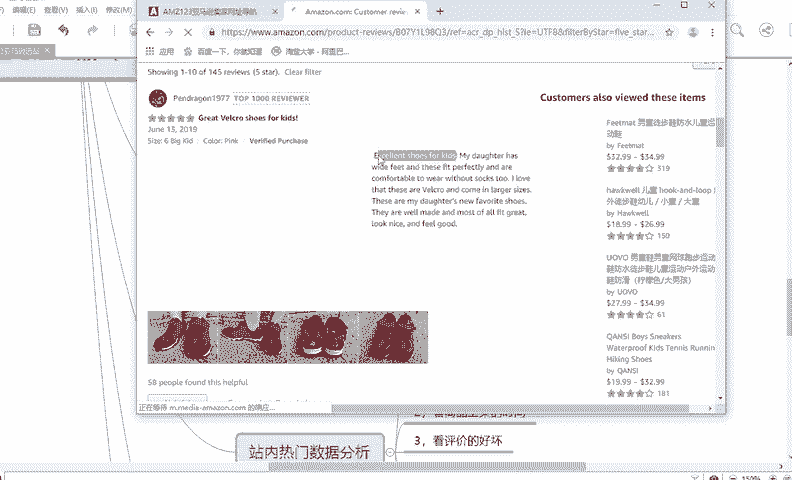 编辑(E) 查看(V) 插入(I) 修改(M)
Amazon.com: Customer revie
https://www.amazon.com/product-reviews/B07Y1L98Q3/ref=acr_dp_hist_5?ie=UTF8&filterByStar=five_star...
应用 百度一下，你就知道 淘宝大学 - 阿里巴...
Showing 1-10 of 145 reviews (5 star). Clear filter
Pendragon1977 TOP 1000 REVIEWER
Great Velcro shoes for kids!
June 13, 2019
Size: 6 Big Kid Color: Pink Verified Purchase
Excellent shoes for kids! My daughter has
wide feet and these fit perfectly and are
comfortable to wear without socks too. I love
that these are Velcro and come in larger sizes.
These are my daughter's new favorite shoes.
They are well made and most of all fit great,
look nice, and feel good.
58 people found this helpful
Customers also viewed these items
Feetmat 男童徒步鞋防水儿童运
动鞋
by Feetmat
$32.99 - $34.99
319
hawkwell 儿童 hook-and-loop
外徒步鞋幼儿 / 小童 / 大童
by Hawkwell
$18.99 - $26.99
150
UOVO 男童鞋男童网球跑步运动
鞋防水徒步鞋儿童运动户外运动
鞋防滑（柠檬色/大男孩）
by UOVO
$27.99 - $34.99
61
QANSI Boys Sneakers
Waterproof Kids Tennis Runnin
Hiking Shoes
by QANSI
$19.99 - $32.99
181
正在等待 m.media-amazon.com 的响应...
站内热门数据分析
3，看评价的好坏
150%